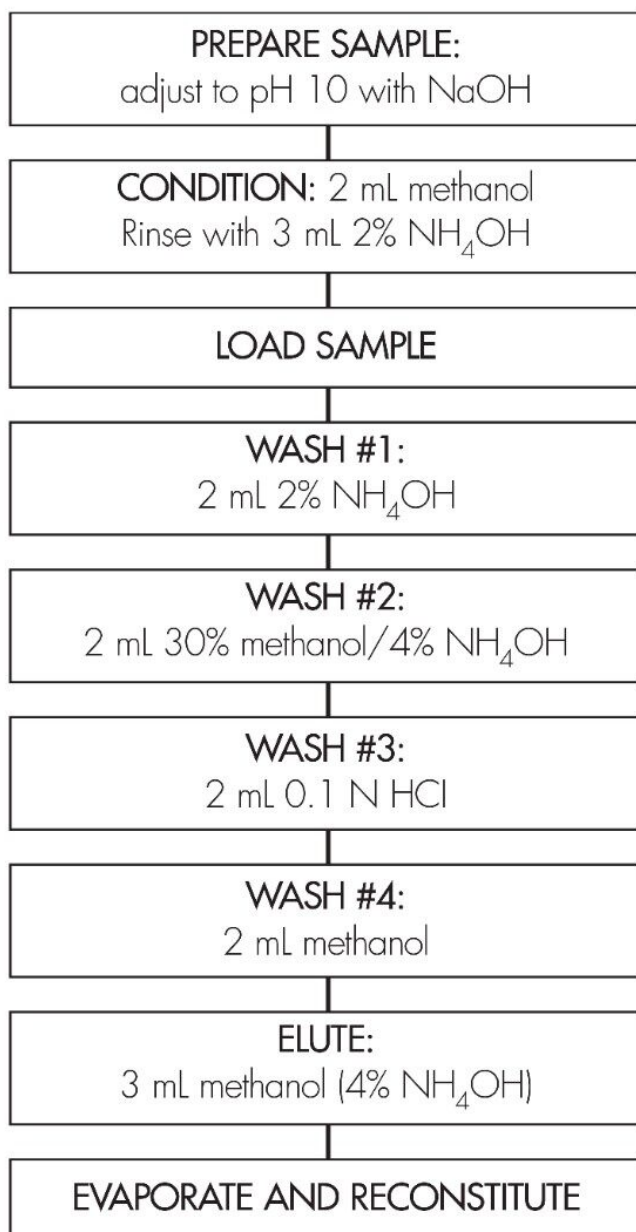 PREPARE SAMPLE:
adjust to pH 10 with NaOH
CONDITION: 2 mL methanol
Rinse with 3 mL 2% NH₄OH
LOAD SAMPLE
WASH #1:
2 mL 2% NH₄OH
WASH #2:
2 mL 30% methanol/4% NH₄OH
WASH #3:
2 mL 0.1 N HCl
WASH #4:
2 mL methanol
ELUTE:
3 mL methanol (4% NH₄OH)
EVAPORATE AND RECONSTITUTE